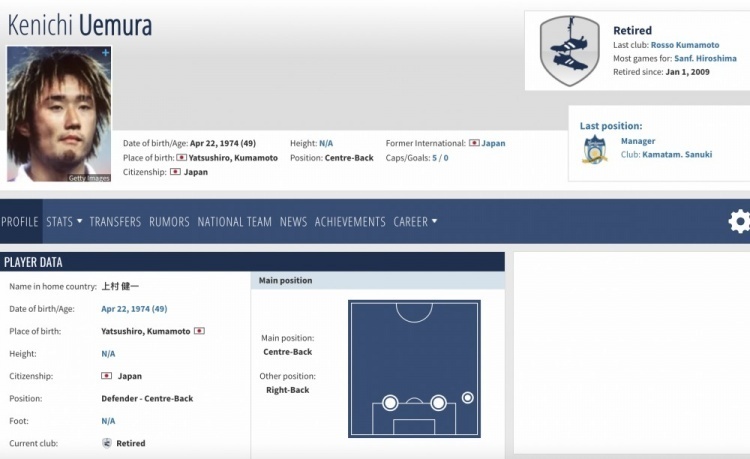 Kenichi Uemura
+
Getty Images
Date of birth/Age: Apr 22, 1974 (49)
Place of birth: Yatsushiro, Kumamoto
Citizenship: Japan
Height: N/A
Position: Centre-Back
Former International: Japan
Caps/Goals: 5 / 0
Retired
Last club: Rosso Kumamoto
Most games for: Sanf. Hiroshima
Retired since: Jan 1, 2009
Last position:
Manager
Club: Kamatam. Sanuki
PROFILE STATS TRANSFERS RUMORS NATIONAL TEAM NEWS ACHIEVEMENTS CAREER
PLAYER DATA
Name in home country: 上村 健一
Date of birth/Age: Apr 22, 1974 (49)
Place of birth: Yatsushiro, Kumamoto
Height: N/A
Citizenship: Japan
Position: Defender - Centre-Back
Foot: N/A
Current club: Retired
Main position
Main position:
Centre-Back
Other position:
Right-Back